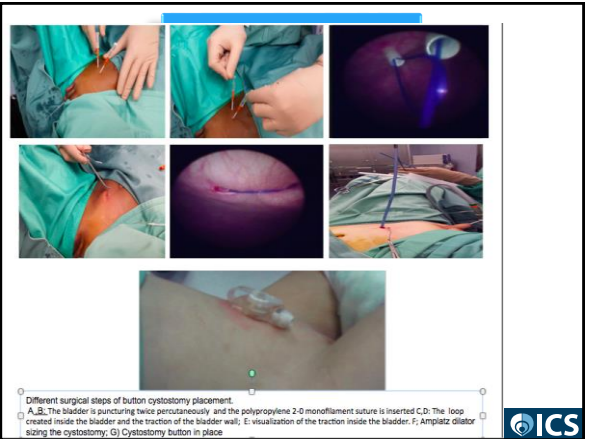 Different surgical steps of button cystostomy placement.
A ,B: The bladder is puncturing twice percutaneously and the polypropylene 2-0 monofilament suture is inserted C,D: The loop
created inside the bladder and the traction of the bladder wall; E: visualization of the traction inside the bladder. F; Amplatz dilator
sizing the cystostomy; G) Cystostomy button in place
ICS